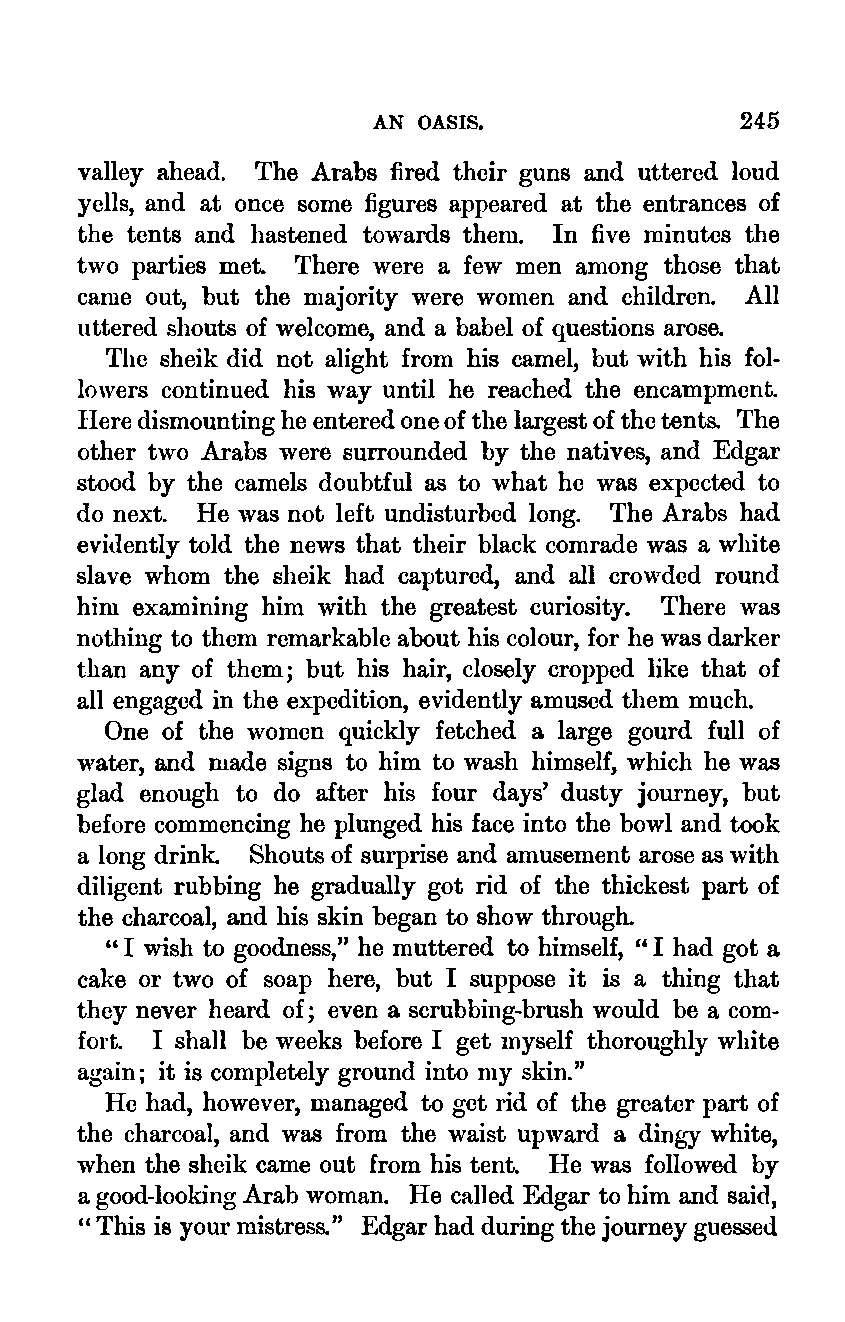 AN OASIS. 245
valley ahead. The Arabs fired their guns and uttered loud
yells, and at once some figures appeared at the entrances of
the tents and hastened towards them. In five minutes the
two parties met. There were a few men among those that
came out, but the majority were women and children. All
uttered shouts of welcome, and a babel of questions arose.
The sheik did not alight from his camel, but with his fol-
lowers continued his way until he reached the encampment.
Here dismounting he entered one of the largest of the tents. The
other two Arabs were surrounded by the natives, and Edgar
stood by the camels doubtful as to what he was expected to
do next. He was not left undisturbed long. The Arabs had
evidently told the news that their black comrade was a white
slave whom the sheik had captured, and all crowded round
him examining him with the greatest curiosity. There was
nothing to them remarkable about his colour, for he was darker
than any of them; but his hair, closely cropped like that of
all engaged in the expedition, evidently amused them much.
One of the women quickly fetched a large gourd full of
water, and made signs to him to wash himself, which he was
glad enough to do after his four days' dusty journey, but
before commencing he plunged his face into the bowl and took
a long drink. Shouts of surprise and amusement arose as with
diligent rubbing he gradually got rid of the thickest part of
the charcoal, and his skin began to show through.
"I wish to goodness," he muttered to himself, "I had got a
cake or two of soap here, but I suppose it is a thing that
they never heard of; even a scrubbing-brush would be a com-
fort. I shall be weeks before I get myself thoroughly white
again; it is completely ground into my skin."
He had, however, managed to get rid of the greater part of
the charcoal, and was from the waist upward a dingy white,
when the sheik came out from his tent. He was followed by
a good-looking Arab woman. He called Edgar to him and said,
"This is your mistress." Edgar had during the journey guessed